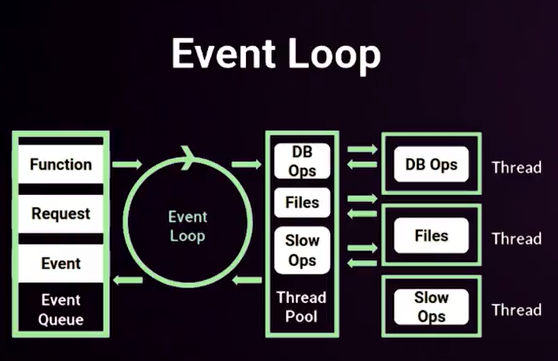 Event Loop
Function
Request
Event
Event
Queue
Event
Loop
DB
Ops
Files
Slow
Ops
Thread
Pool
DB Ops
Thread
Files
Thread
Slow
Ops
Thread